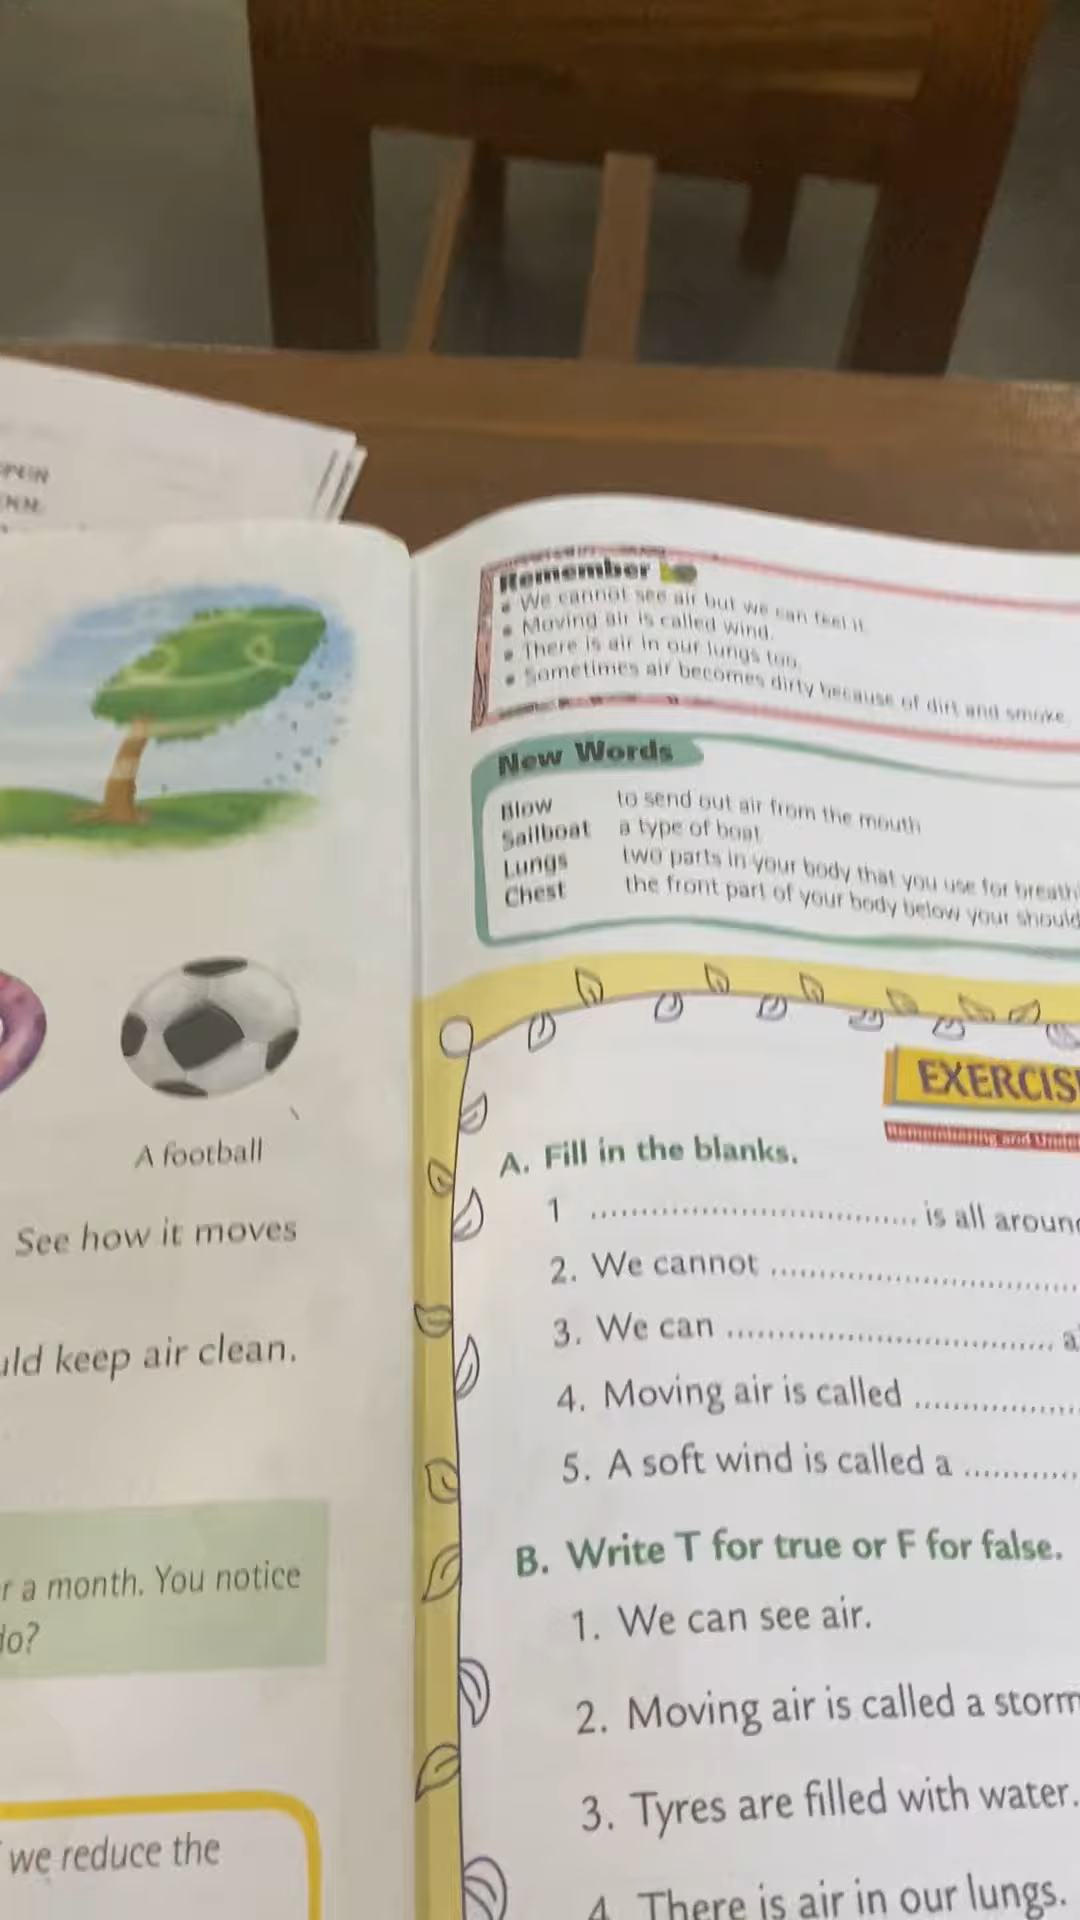 A football
See how it moves
keep air clean.
r a month. You notice
do?
we reduce the
Remember
We cannot see air but we can feel it.
Moving air is called wind.
There is air in our lungs too.
Sometimes air becomes dirty because of dirt and smoke.
New Words
Blow to send out air from the mouth
Sailboat a type of boat
Lungs two parts in your body that you use for breath
Chest the front part of your body below your should
EXERCIS
Remembering and Under
A. Fill in the blanks.
1 ........................ is all aroun
2. We cannot ........................
3. We can ........................ a
4. Moving air is called ............
5. A soft wind is called a ............
B. Write T for true or F for false.
1. We can see air.
2. Moving air is called a storm
3. Tyres are filled with water.
4. There is air in our lungs.